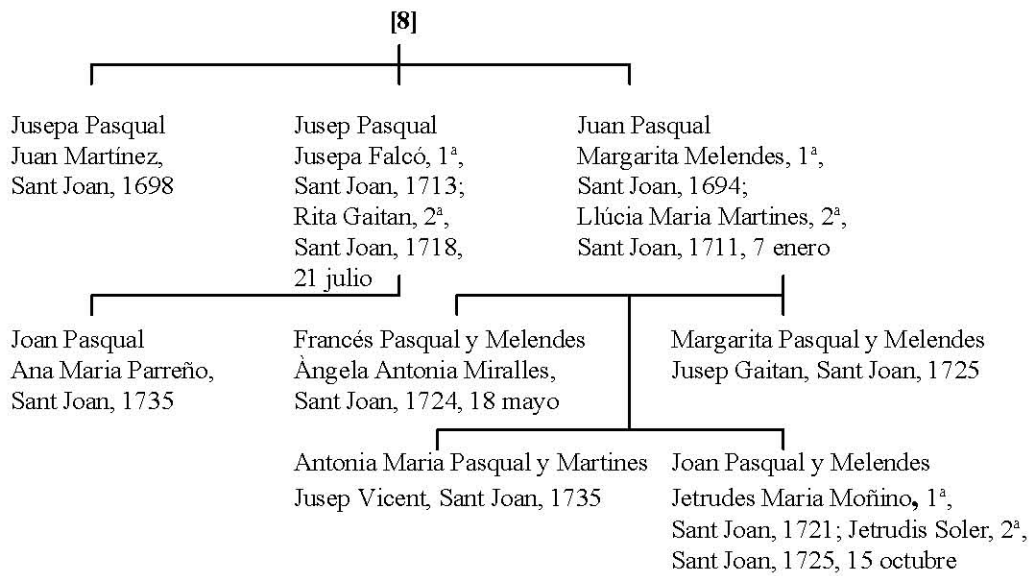 [8]
Jusepa Pasqual
Juan Martínez,
Sant Joan, 1698
Jusep Pasqual
Jusepa Falcó, 1ª,
Sant Joan, 1713;
Rita Gaitan, 2ª,
Sant Joan, 1718,
21 julio
Juan Pasqual
Margarita Melendes, 1ª,
Sant Joan, 1694;
Llúcia Maria Martines, 2ª,
Sant Joan, 1711, 7 enero
Joan Pasqual
Ana Maria Parreño,
Sant Joan, 1735
Francés Pasqual y Melendes
Àngela Antonia Miralles,
Sant Joan, 1724, 18 mayo
Margarita Pasqual y Melendes
Jusep Gaitan, Sant Joan, 1725
Antonia Maria Pasqual y Martines
Jusep Vicent, Sant Joan, 1735
Joan Pasqual y Melendes
Jetrudes Maria Moñino, 1ª,
Sant Joan, 1721; Jetrudis Soler, 2ª,
Sant Joan, 1725, 15 octubre